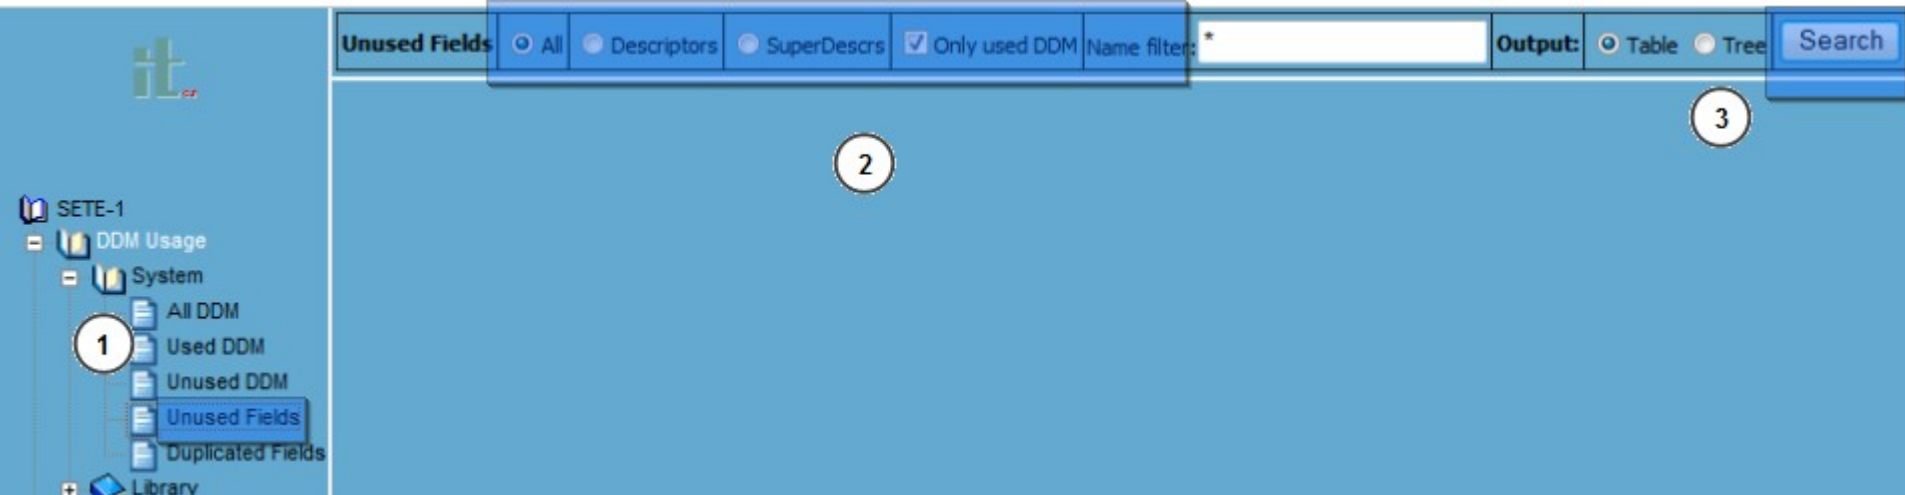 it.cz
Unused Fields All Descriptors SuperDescrs Only used DDM Name filter: * Output: Table Tree Search
3
2
SETE-1
DDM Usage
System
All DDM
1 Used DDM
Unused DDM
Unused Fields
Duplicated Fields
Library